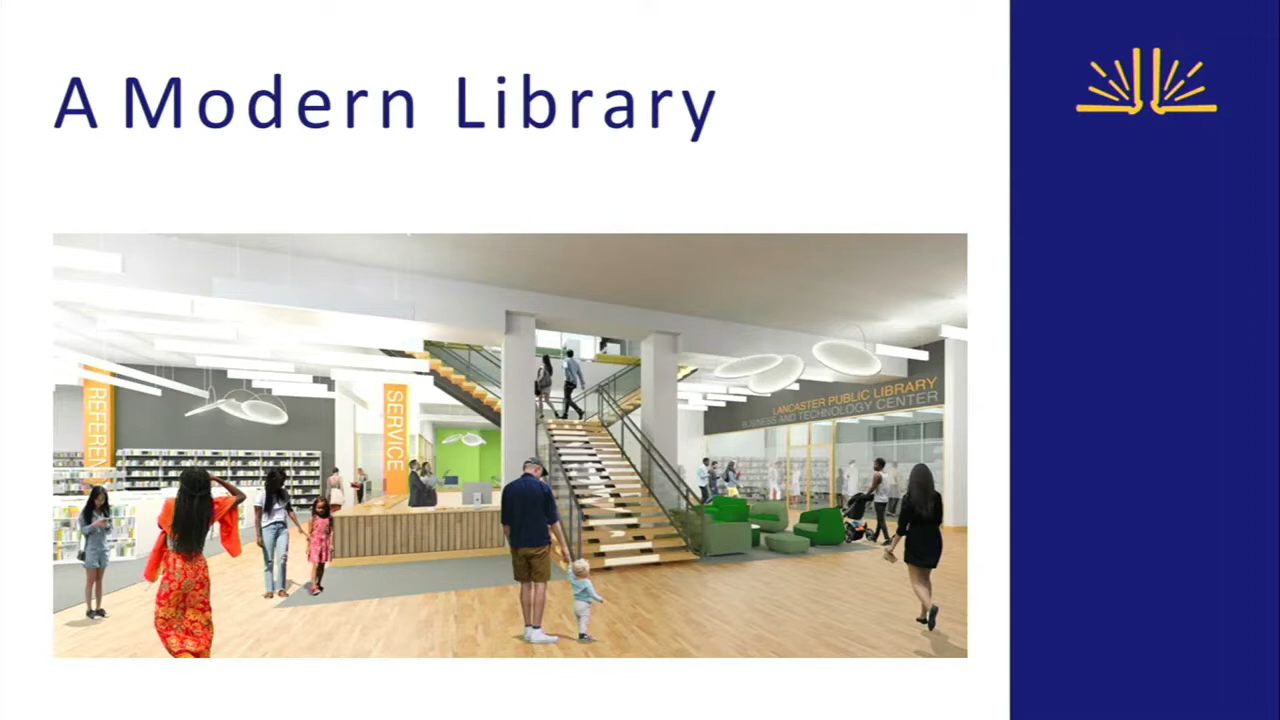 A Modern Library
REFEREN
SERVICE
LANCASTER PUBLIC LIBRARY
BUSINESS AND TECHNOLOGY CENTER